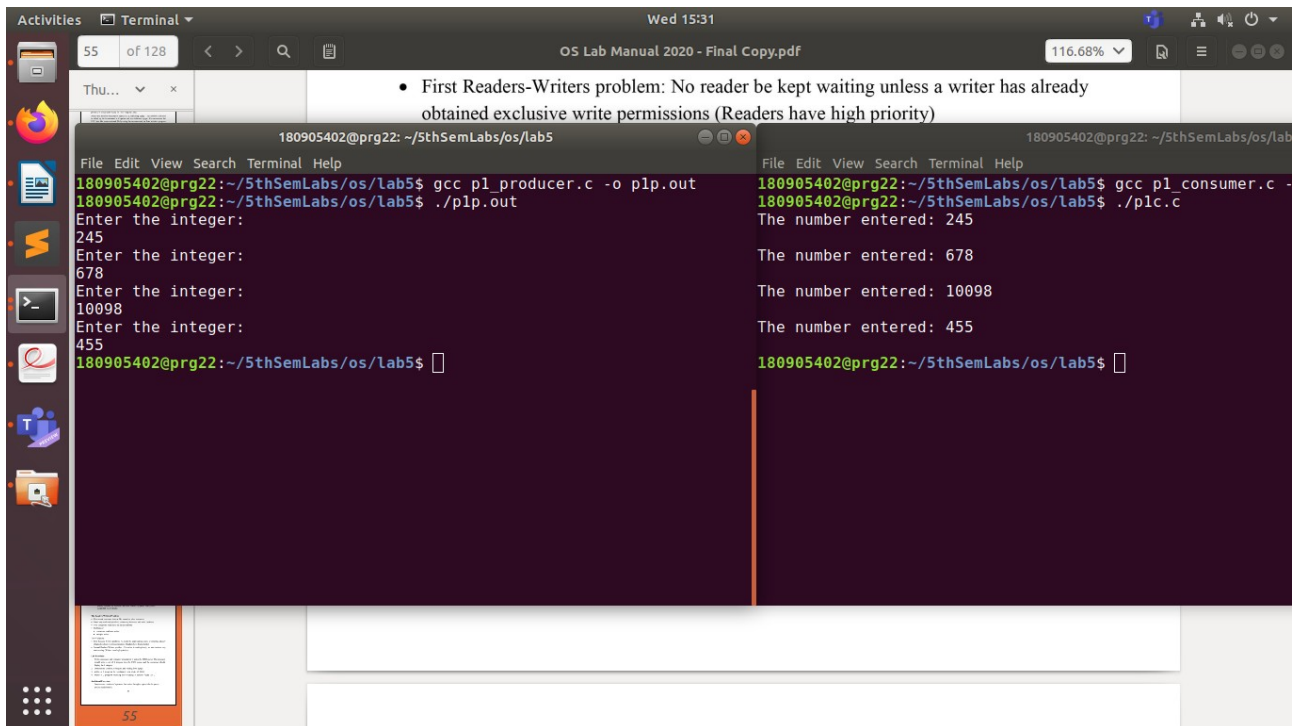 Activities Terminal Wed 15:31
55 of 128 OS Lab Manual 2020 - Final Copy.pdf 116.68%
Thu...
• First Readers-Writers problem: No reader be kept waiting unless a writer has already
obtained exclusive write permissions (Readers have high priority)
180905402@prg22: ~/5thSemLabs/os/lab5
File Edit View Search Terminal Help
180905402@prg22:~/5thSemLabs/os/lab5$ gcc p1_producer.c -o p1p.out
180905402@prg22:~/5thSemLabs/os/lab5$ ./p1p.out
Enter the integer:
245
Enter the integer:
678
Enter the integer:
10098
Enter the integer:
455
180905402@prg22:~/5thSemLabs/os/lab5$
180905402@prg22: ~/5thSemLabs/os/lab
File Edit View Search Terminal Help
180905402@prg22:~/5thSemLabs/os/lab5$ gcc p1_consumer.c -
180905402@prg22:~/5thSemLabs/os/lab5$ ./p1c.c
The number entered: 245
The number entered: 678
The number entered: 10098
The number entered: 455
180905402@prg22:~/5thSemLabs/os/lab5$
55